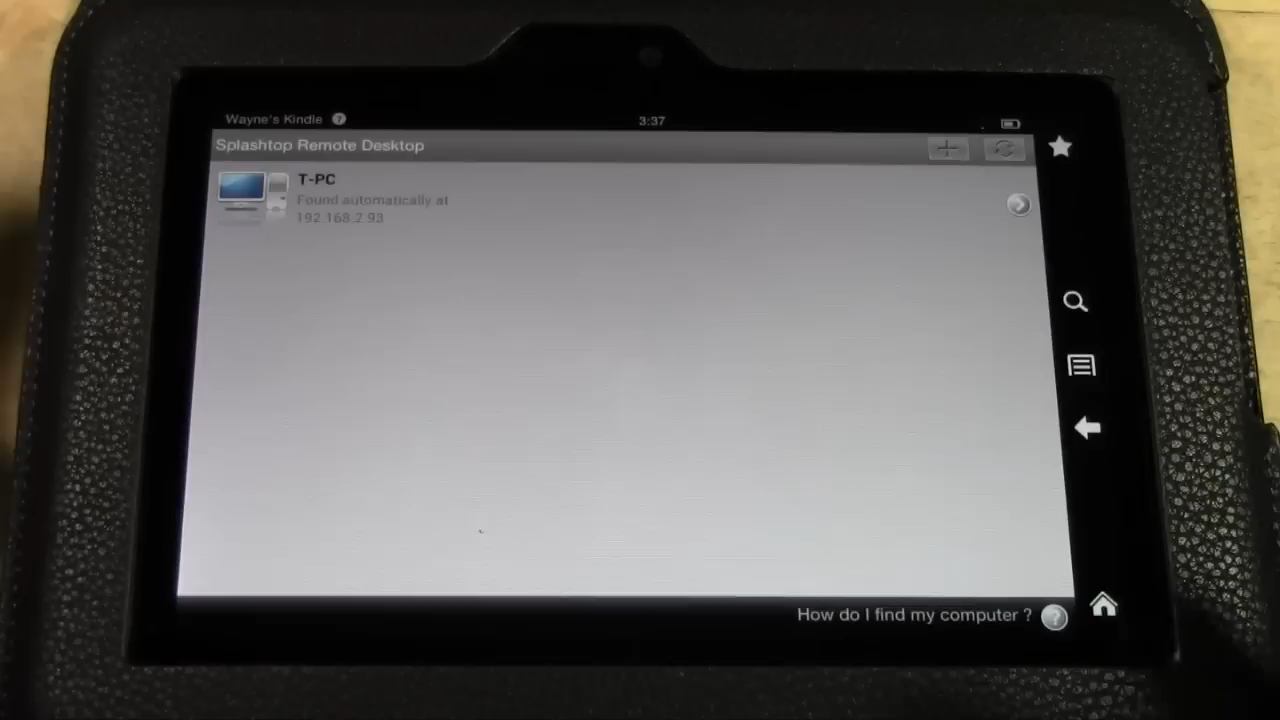 Wayne's Kindle ?
3:37
Splashtop Remote Desktop
T-PC
Found automatically at
192.168.2.93
How do I find my computer ? ?